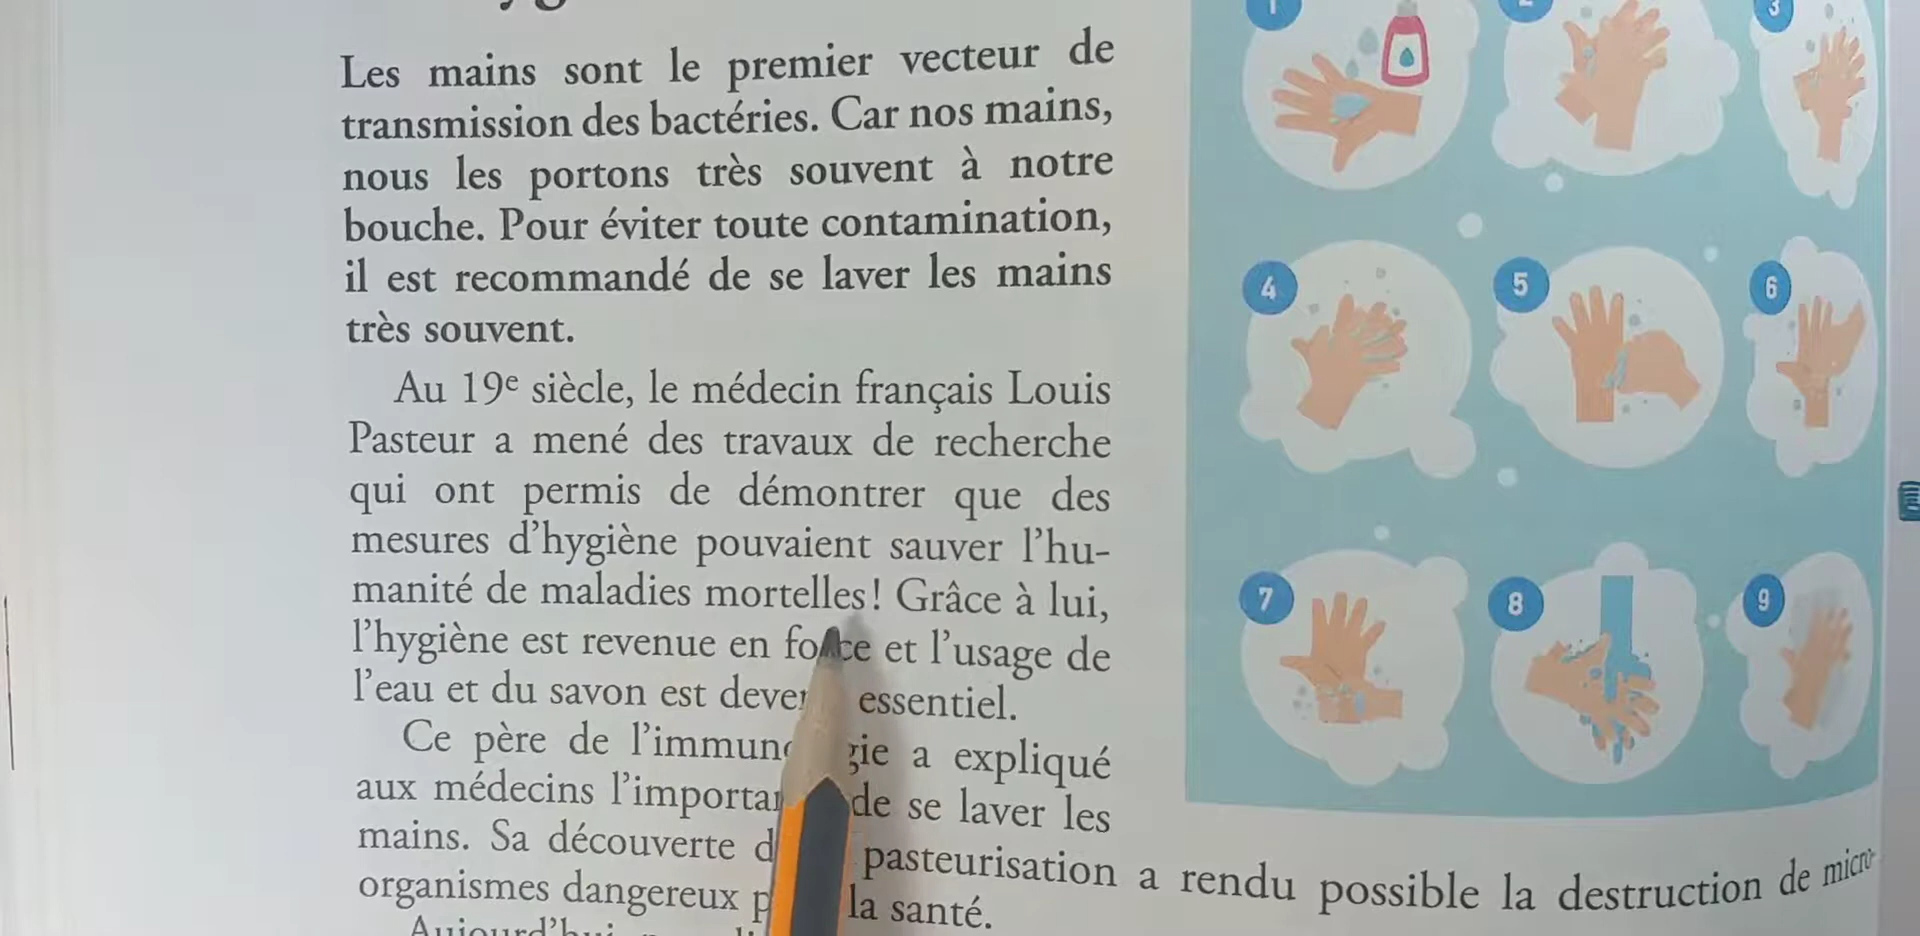 Les mains sont le premier vecteur de
transmission des bactéries. Car nos mains,
nous les portons très souvent à notre
bouche. Pour éviter toute contamination,
il est recommandé de se laver les mains
très souvent.
Au 19e siècle, le médecin français Louis
Pasteur a mené des travaux de recherche
qui ont permis de démontrer que des
mesures d'hygiène pouvaient sauver l'hu-
manité de maladies mortelles! Grâce à lui,
l'hygiène est revenue en force et l'usage de
l'eau et du savon est essentiel.
Ce père de a expliqué
aux médecins de se laver les
mains. Sa découverte pasteurisation a rendu possible la destruction de micro-
organismes dangereux la santé.
Aujourd'hui
1
2
3
4
5
6
7
8
9